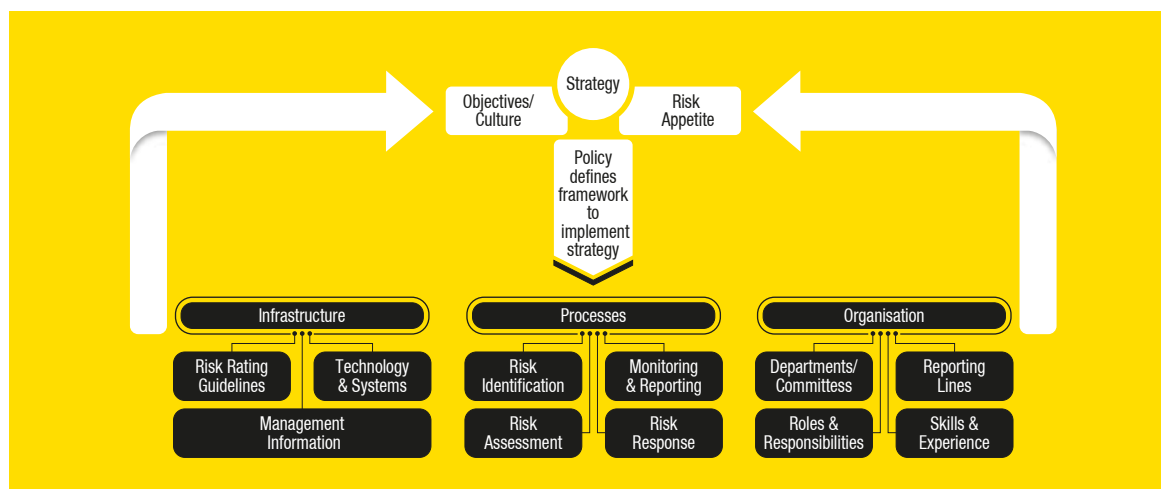 Strategy
Objectives/
Culture
Risk
Appetite
Policy
defines
framework
to
implement
strategy
Infrastructure
Risk Rating
Guidelines
Technology
& Systems
Management
Information
Processes
Risk
Identification
Monitoring
& Reporting
Risk
Assessment
Risk
Response
Organisation
Departments/
Committess
Reporting
Lines
Roles &
Responsibilities
Skills &
Experience